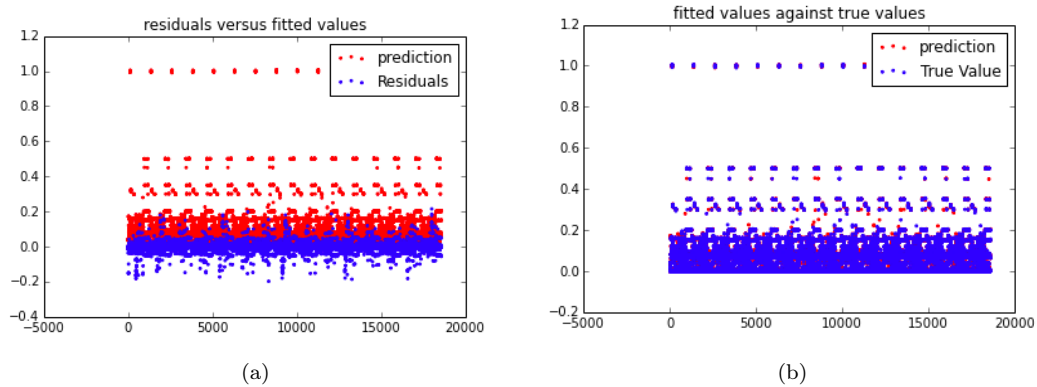 residuals versus fitted values
1.2
1.0
0.8
0.6
0.4
0.2
0.0
−0.2
−0.4
−5000 0 5000 10000 15000 20000
prediction
Residuals
(a)
fitted values against true values
1.2
1.0
0.8
0.6
0.4
0.2
0.0
−0.2
−5000 0 5000 10000 15000 20000
prediction
True Value
(b)